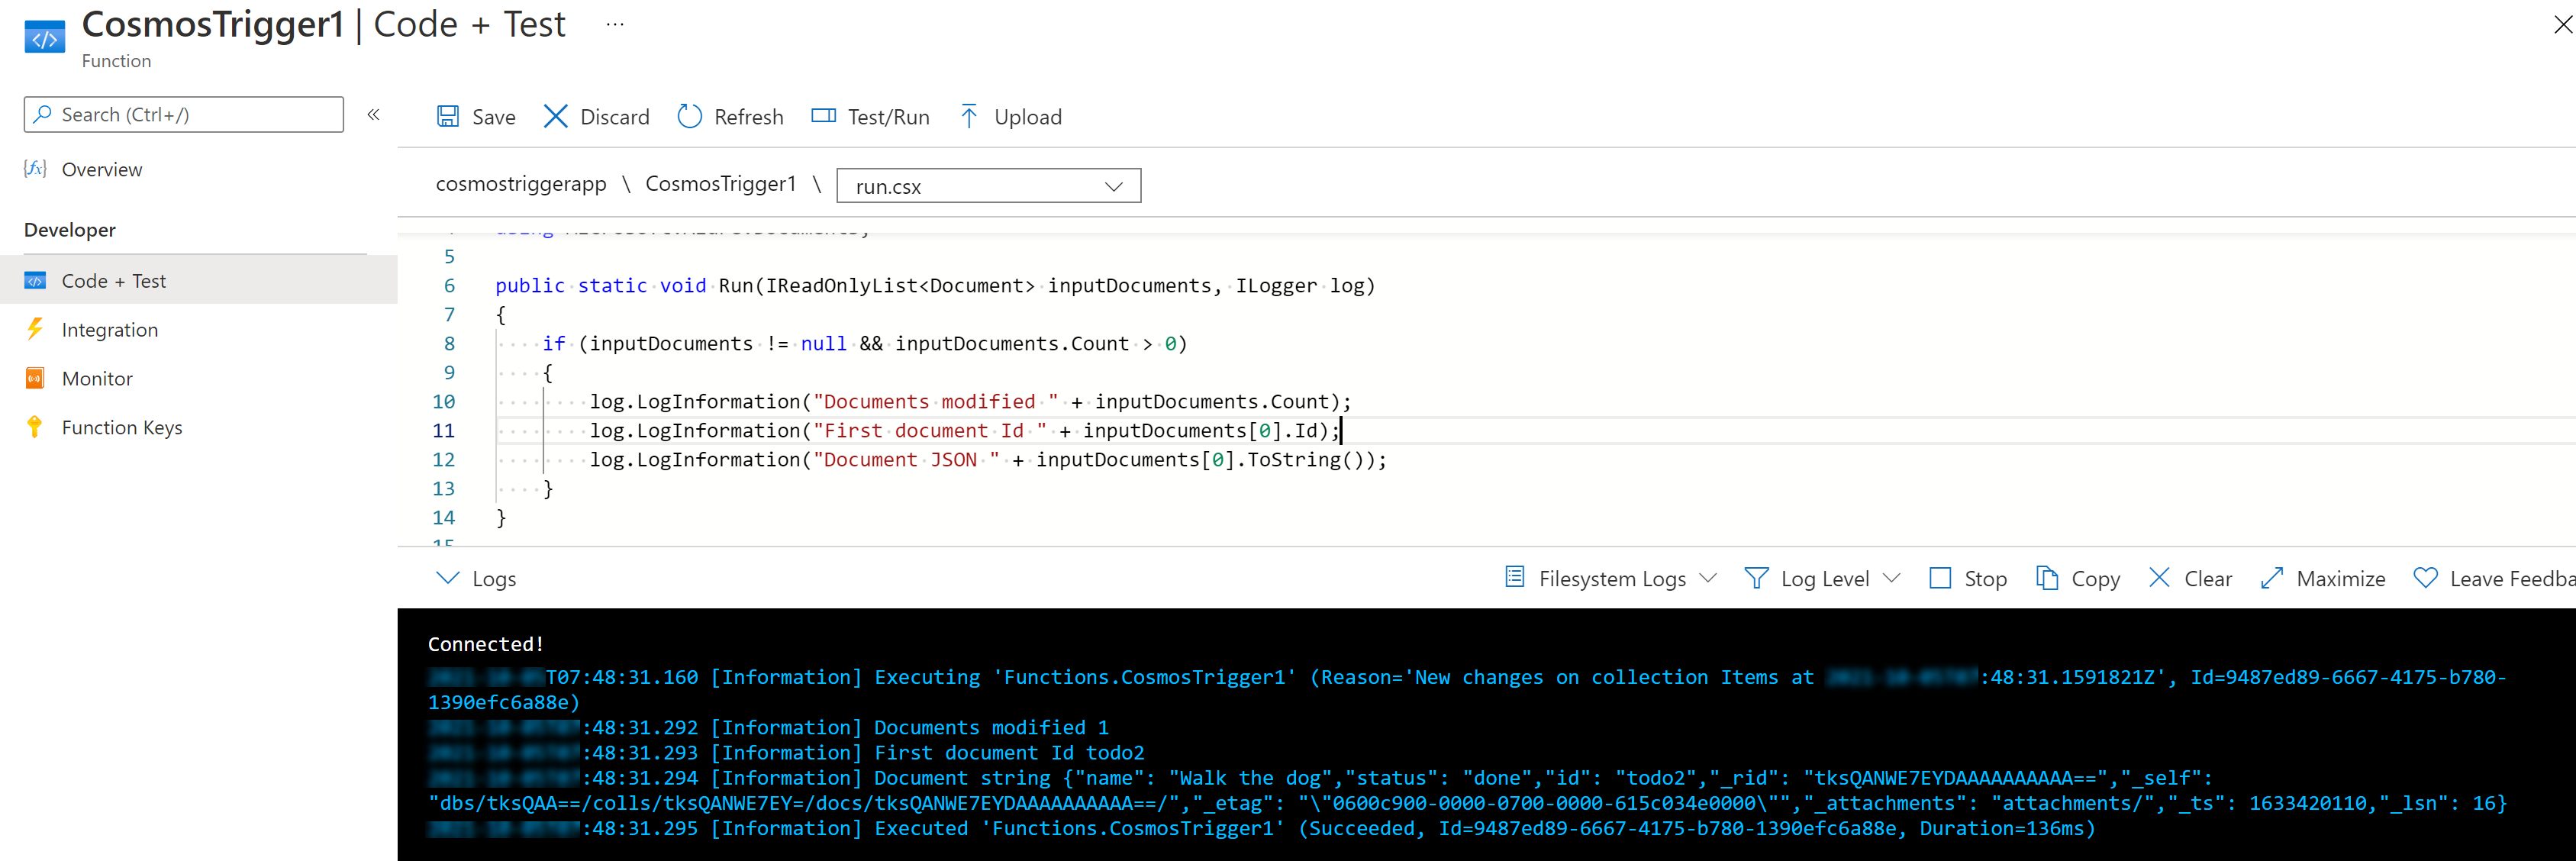 CosmosTrigger1 | Code + Test ...
Function
Search (Ctrl+/)
«
Overview
Developer
Code + Test
Integration
Monitor
Function Keys
Save Discard Refresh Test/Run Upload
cosmostriggerapp \ CosmosTrigger1 \ run.csx
5
6 public static void Run(IReadOnlyList<Document> inputDocuments, ILogger log)
7 {
8 if (inputDocuments != null && inputDocuments.Count > 0)
9 {
10 log.LogInformation("Documents modified " + inputDocuments.Count);
11 log.LogInformation("First document Id " + inputDocuments[0].Id);
12 log.LogInformation("Document JSON " + inputDocuments[0].ToString());
13 }
14 }
Logs Filesystem Logs Log Level Stop Copy Clear Maximize Leave Feedba
Connected!
T07:48:31.160 [Information] Executing 'Functions.CosmosTrigger1' (Reason='New changes on collection Items at :48:31.1591821Z', Id=9487ed89-6667-4175-b780-
1390efc6a88e)
:48:31.292 [Information] Documents modified 1
:48:31.293 [Information] First document Id todo2
:48:31.294 [Information] Document string {"name": "Walk the dog","status": "done","id": "todo2","_rid": "tksQANWE7EYDAAAAAAAAAA==","_self":
"dbs/tksQAA==/colls/tksQANWE7EY=/docs/tksQANWE7EYDAAAAAAAAAA==/","_etag": "\"0600c900-0000-0700-0000-615c034e0000\"","_attachments": "attachments/","_ts": 1633420110,"_lsn": 16}
:48:31.295 [Information] Executed 'Functions.CosmosTrigger1' (Succeeded, Id=9487ed89-6667-4175-b780-1390efc6a88e, Duration=136ms)